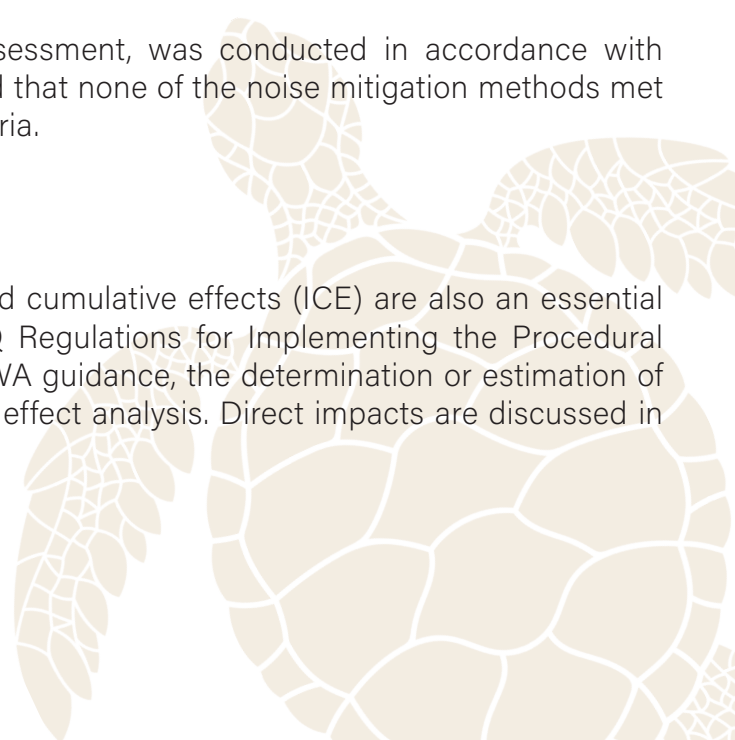 sessment, was conducted in accordance with
that none of the noise mitigation methods met
ria.
d cumulative effects (ICE) are also an essential
Regulations for Implementing the Procedural
WA guidance, the determination or estimation of
effect analysis. Direct impacts are discussed in